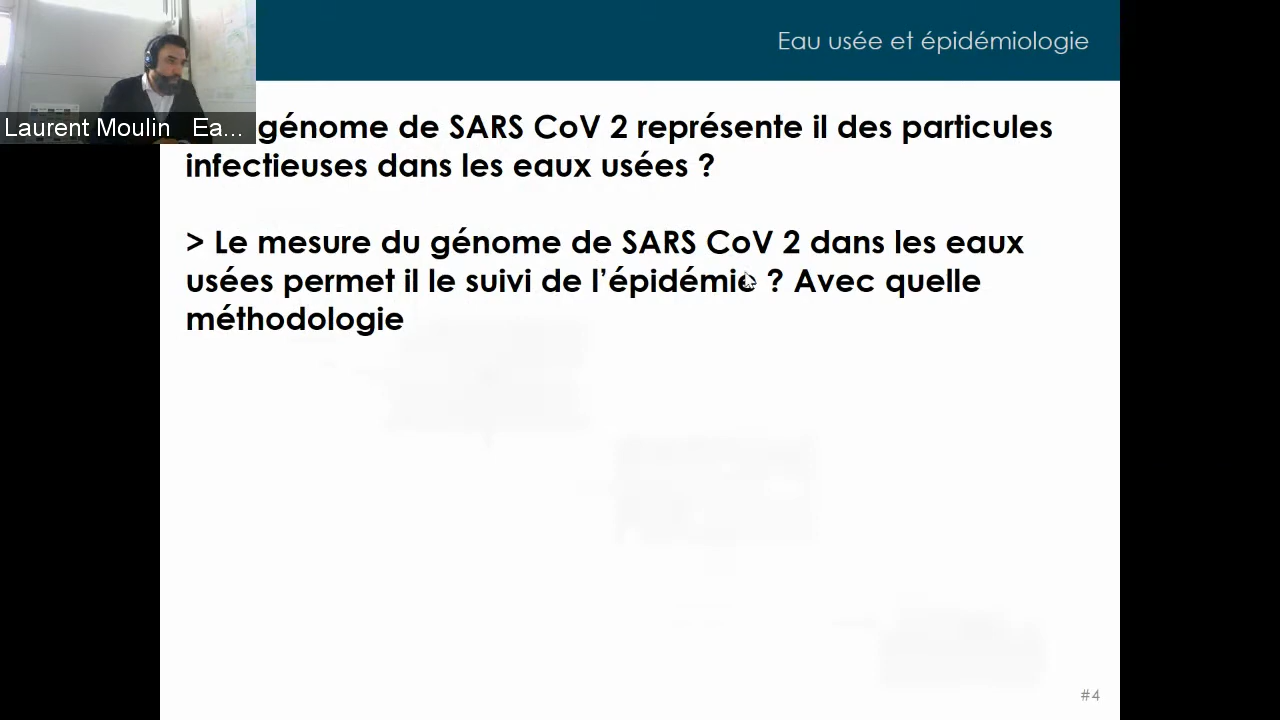 Eau usée et épidémiologie
Laurent Moulin Ea...
génome de SARS CoV 2 représente il des particules
infectieuses dans les eaux usées ?
> Le mesure du génome de SARS CoV 2 dans les eaux
usées permet il le suivi de l’épidémie ? Avec quelle
méthodologie
#4